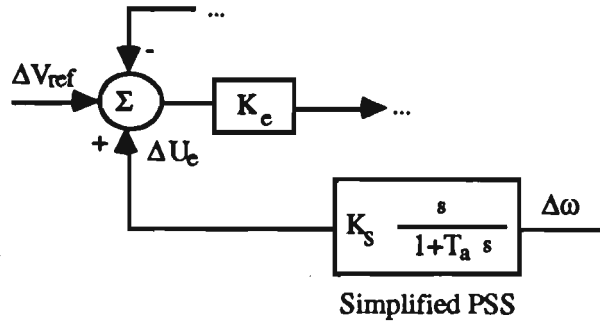 ...
-
ΔVref
Σ
Ke
...
+
ΔUe
KS s / 1+Ta s
Δω
Simplified PSS